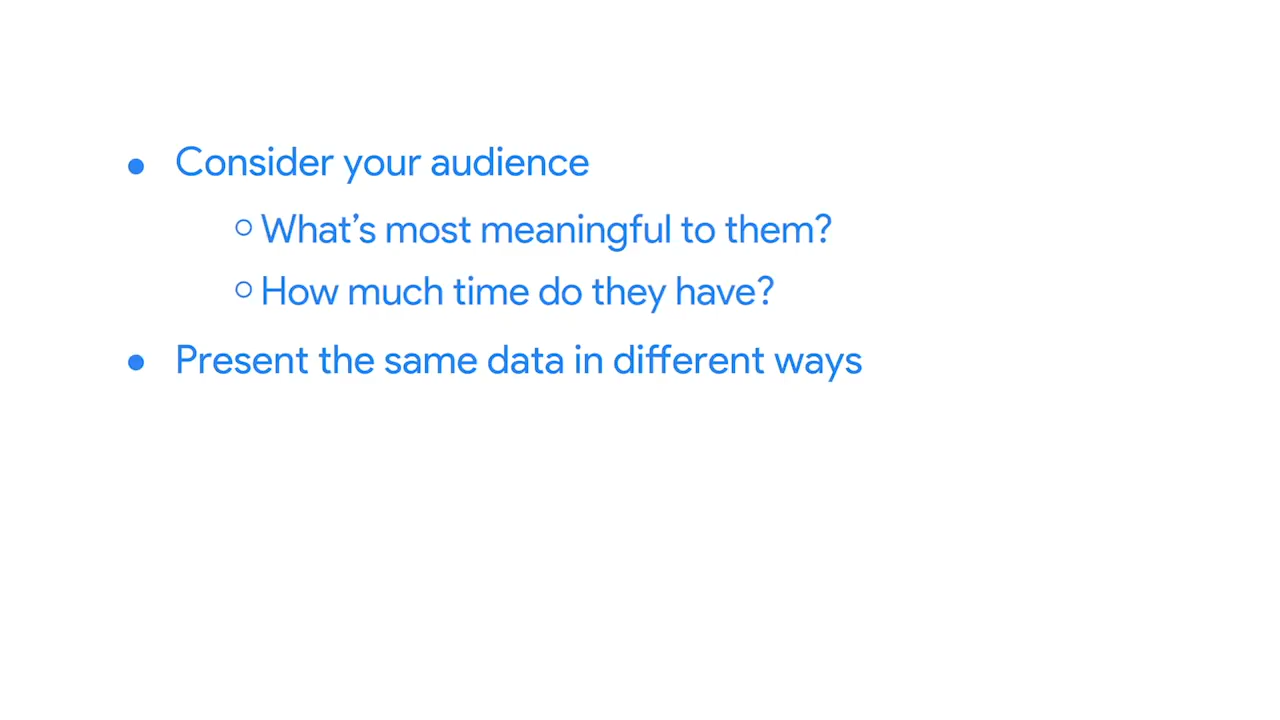 ● Consider your audience
○ What’s most meaningful to them?
○ How much time do they have?
● Present the same data in different ways